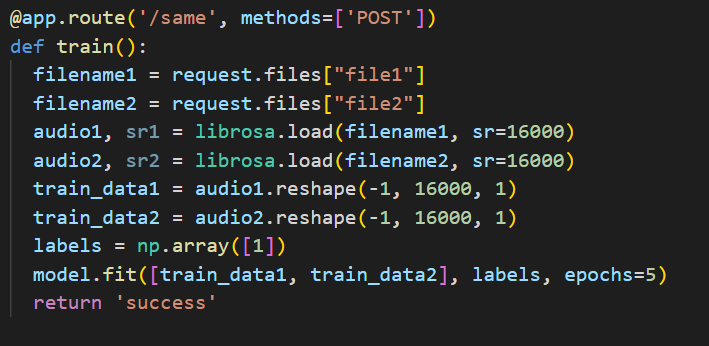 @app.route('/same', methods=['POST'])
def train():
  filename1 = request.files["file1"]
  filename2 = request.files["file2"]
  audio1, sr1 = librosa.load(filename1, sr=16000)
  audio2, sr2 = librosa.load(filename2, sr=16000)
  train_data1 = audio1.reshape(-1, 16000, 1)
  train_data2 = audio2.reshape(-1, 16000, 1)
  labels = np.array([1])
  model.fit([train_data1, train_data2], labels, epochs=5)
  return 'success'